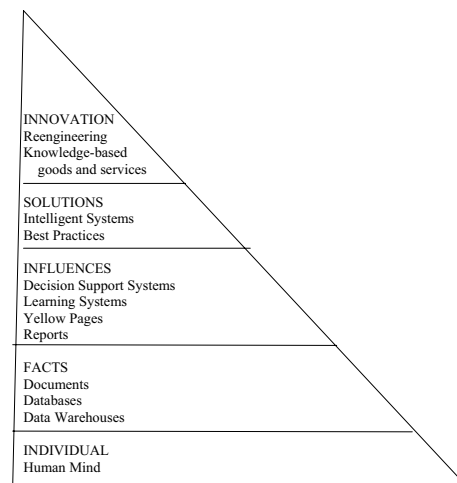 INNOVATION
Reengineering
Knowledge-based
goods and services
SOLUTIONS
Intelligent Systems
Best Practices
INFLUENCES
Decision Support Systems
Learning Systems
Yellow Pages
Reports
FACTS
Documents
Databases
Data Warehouses
INDIVIDUAL
Human Mind